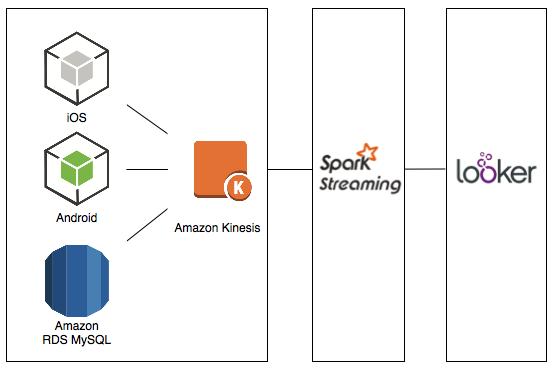 iOS
Android
Amazon
RDS MySQL
K
Amazon Kinesis
Spark
Streaming
looker